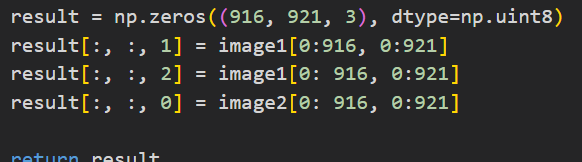 result = np.zeros((916, 921, 3), dtype=np.uint8)
result[:, :, 1] = image1[0:916, 0:921]
result[:, :, 2] = image1[0: 916, 0:921]
result[:, :, 0] = image2[0: 916, 0:921]
return result